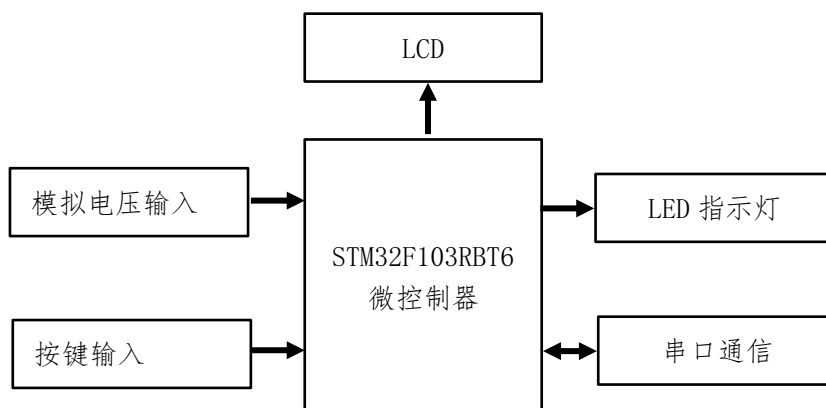 LCD
模拟电压输入
LED 指示灯
STM32F103RBT6
微控制器
按键输入
串口通信